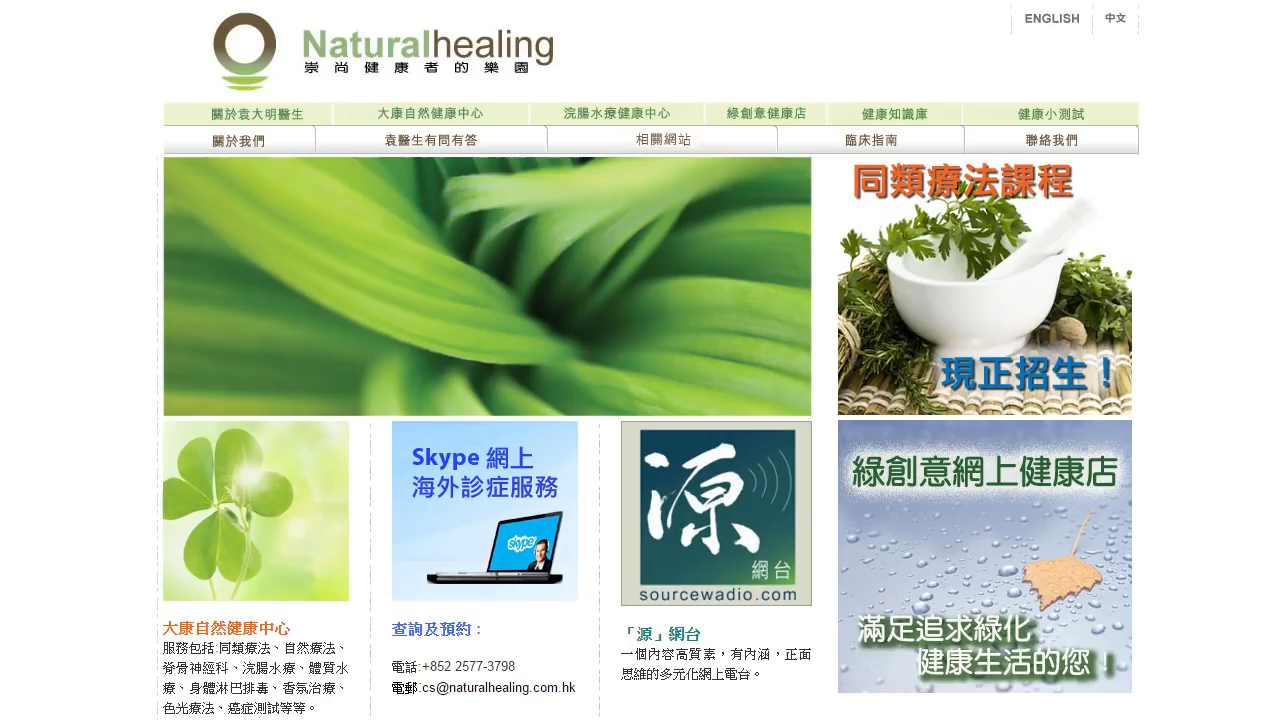 ENGLISH
中文
Naturalhealing
崇尚健康者的樂園
關於袁大明醫生
大康自然健康中心
浣腸水療健康中心
綠創意健康店
健康知識庫
健康小測試
關於我們
袁醫生有問有答
相關網站
臨床指南
聯絡我們
同類療法課程
現正招生！
Skype 網上
海外診症服務
skype
源
網台
sourcewadio.com
綠創意網上健康店
滿足追求綠化
健康生活的您！
大康自然健康中心
服務包括:同類療法、自然療法、
脊骨神經科、浣腸水療、體質水
療、身體淋巴排毒、香氛治療、
色光療法、癌症測試等等。
查詢及預約：
電話:+852 2577-3798
電郵:cs@naturalhealing.com.hk
「源」網台
一個內容高質素，有內涵，正面
思維的多元化網上電台。